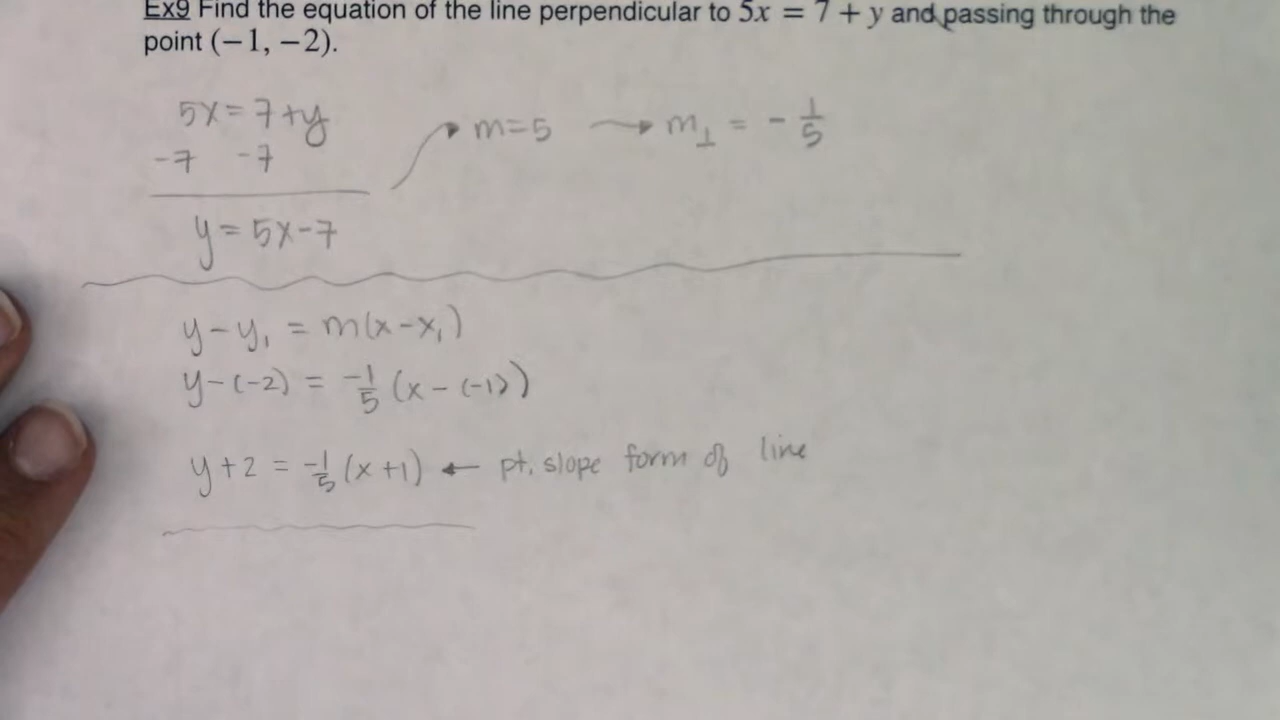 Ex9 Find the equation of the line perpendicular to 5x = 7 + y and passing through the
point (−1, −2).
5x = 7 + y
-7 -7
m = 5 → m⊥ = - 1/5
y = 5x - 7
y - y₁ = m(x - x₁)
y - (-2) = -1/5 (x - (-1))
y + 2 = -1/5 (x + 1) ← pt. slope form of line